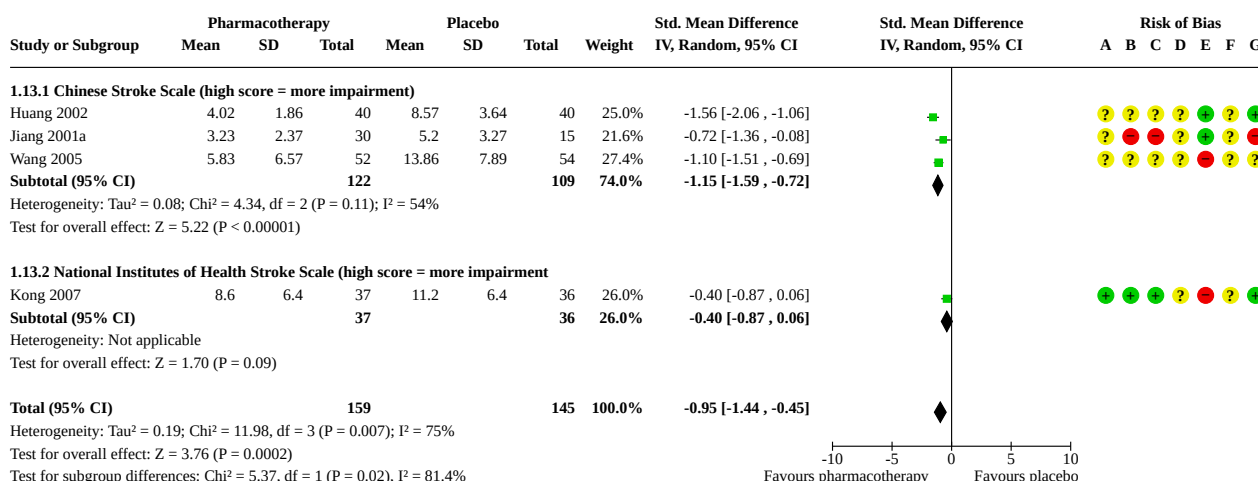 Pharmacotherapy Placebo Std. Mean Difference Std. Mean Difference Risk of Bias
Study or Subgroup Mean SD Total Mean SD Total Weight IV, Random, 95% CI IV, Random, 95% CI A B C D E F G
1.13.1 Chinese Stroke Scale (high score = more impairment)
Huang 2002 4.02 1.86 40 8.57 3.64 40 25.0% -1.56 [-2.06 , -1.06] ? ? ? ? + ? +
Jiang 2001a 3.23 2.37 30 5.2 3.27 15 21.6% -0.72 [-1.36 , -0.08] ? − − ? + ? −
Wang 2005 5.83 6.57 52 13.86 7.89 54 27.4% -1.10 [-1.51 , -0.69] ? ? ? ? − ? ?
Subtotal (95% CI) 122 109 74.0% -1.15 [-1.59 , -0.72]
Heterogeneity: Tau² = 0.08; Chi² = 4.34, df = 2 (P = 0.11); I² = 54%
Test for overall effect: Z = 5.22 (P < 0.00001)
1.13.2 National Institutes of Health Stroke Scale (high score = more impairment
Kong 2007 8.6 6.4 37 11.2 6.4 36 26.0% -0.40 [-0.87 , 0.06] + + + ? − ? +
Subtotal (95% CI) 37 36 26.0% -0.40 [-0.87 , 0.06]
Heterogeneity: Not applicable
Test for overall effect: Z = 1.70 (P = 0.09)
Total (95% CI) 159 145 100.0% -0.95 [-1.44 , -0.45]
Heterogeneity: Tau² = 0.19; Chi² = 11.98, df = 3 (P = 0.007); I² = 75%
Test for overall effect: Z = 3.76 (P = 0.0002)
-10 -5 0 5 10
Test for subgroup differences: Chi² = 5.37, df = 1 (P = 0.02), I² = 81.4%
Favours pharmacotherapy Favours placebo